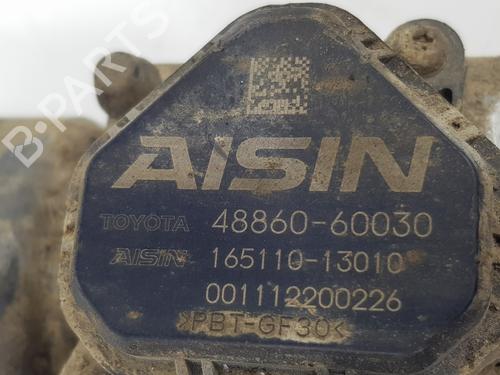 AISIN
TOYOTA 48860-60030
AISIN 165110-13010
001112200226
>PBT-GF30<
B-PARTS